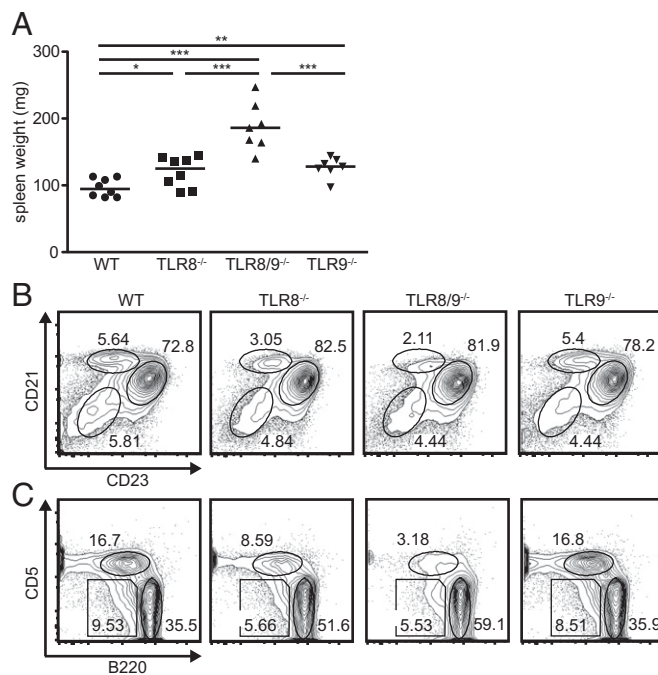 A
**
***
* *** ***
300
200
100
0
spleen weight (mg)
WT TLR8-/- TLR8/9-/- TLR9-/-
B
WT TLR8-/- TLR8/9-/- TLR9-/-
5.64 72.8 3.05 82.5 2.11 81.9 5.4 78.2
CD21
5.81 4.84 4.44 4.44
CD23
C
16.7 8.59 3.18 16.8
CD5
9.53 35.5 5.66 51.6 5.53 59.1 8.51 35.9
B220